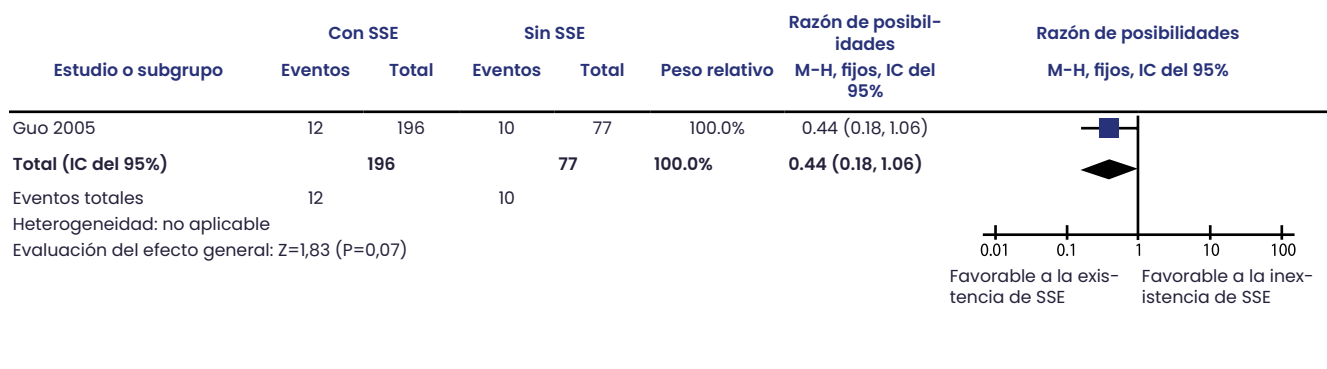 Con SSE Sin SSE Razón de posibil-
idades Razón de posibilidades
Estudio o subgrupo Eventos Total Eventos Total Peso relativo M-H, fijos, IC del
95% M-H, fijos, IC del 95%
Guo 2005 12 196 10 77 100.0% 0.44 (0.18, 1.06)
Total (IC del 95%) 196 77 100.0% 0.44 (0.18, 1.06)
Eventos totales 12 10
Heterogeneidad: no aplicable
Evaluación del efecto general: Z=1,83 (P=0,07)
0.01 0.1 1 10 100
Favorable a la exis-
tencia de SSE
Favorable a la inex-
istencia de SSE